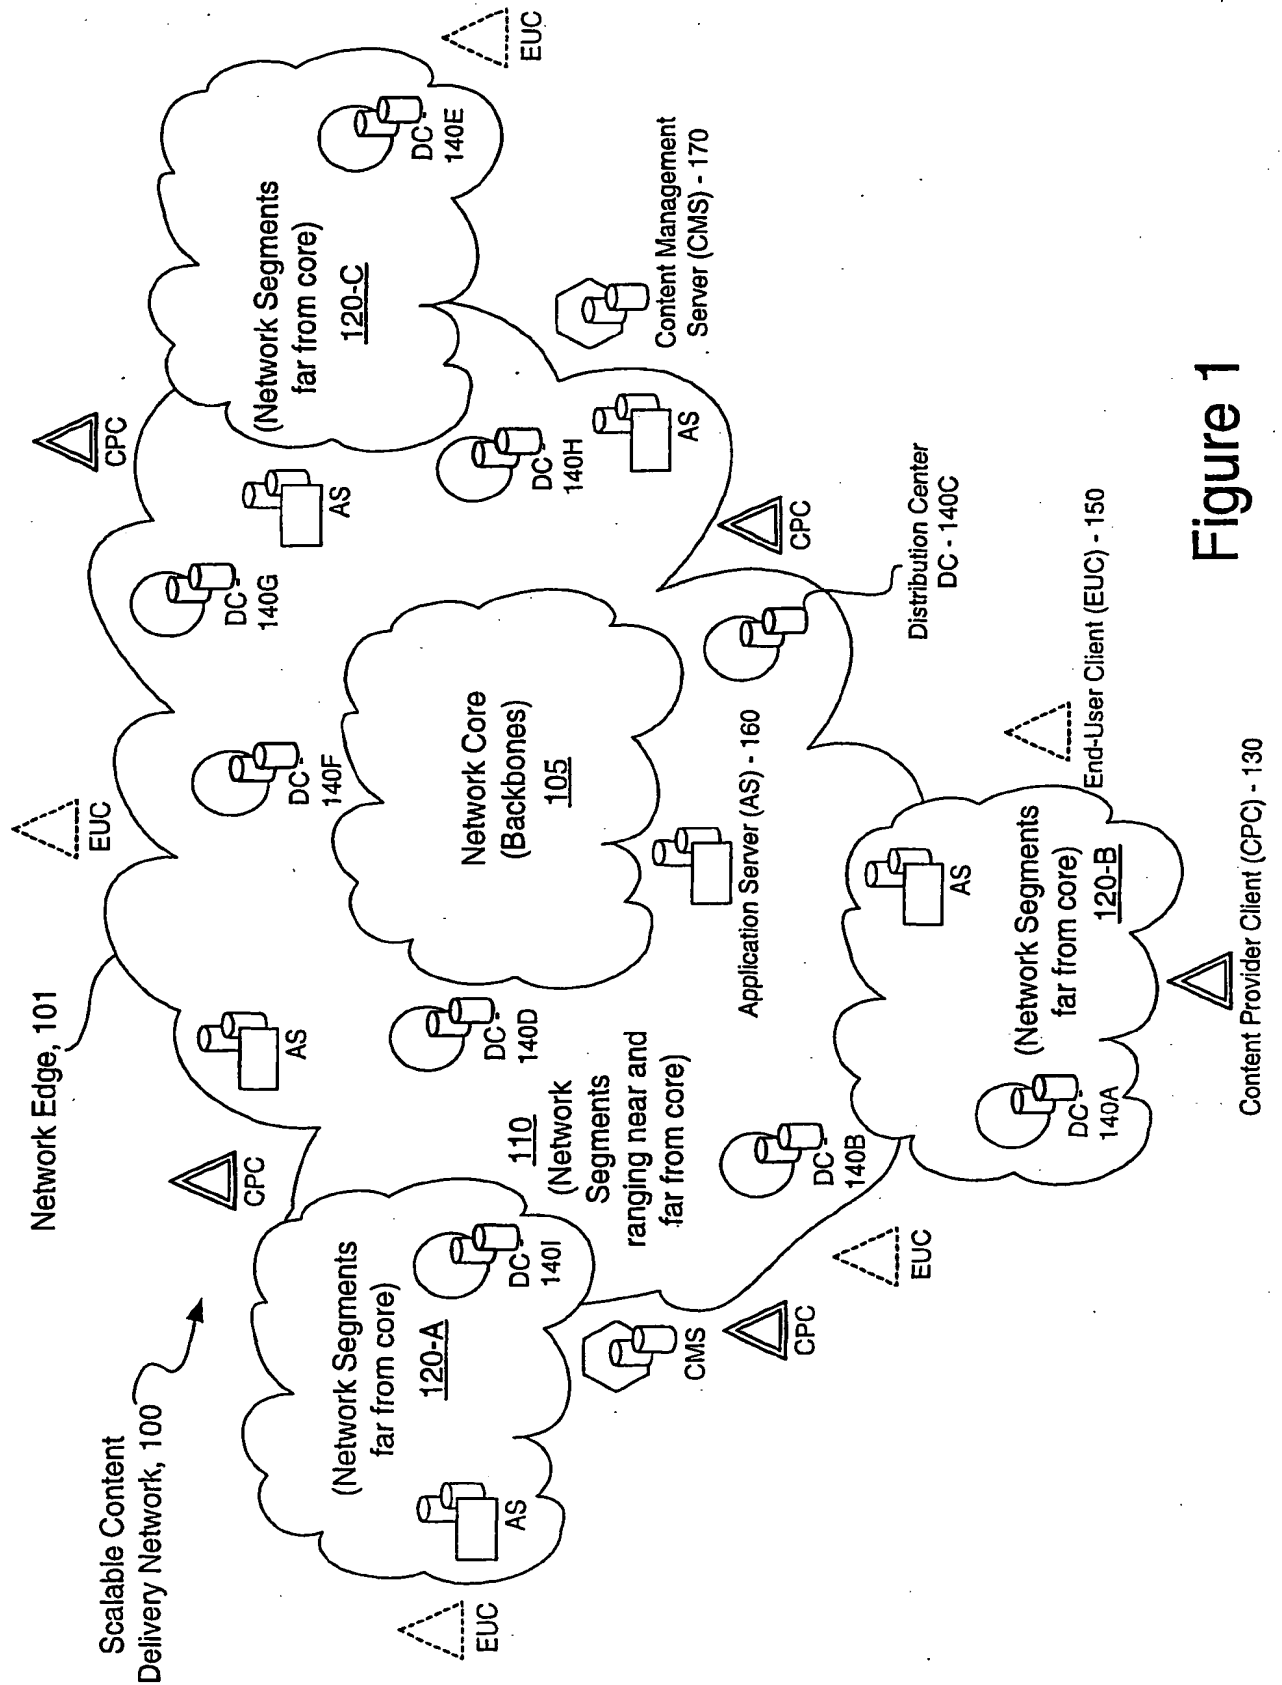 Scalable Content
Delivery Network, 100
Network Edge, 101
EUC
CPC
EUC
CPC
EUC
(Network Segments
far from core)
120-A
AS
DC-
140I
AS
DC-
140F
DC-
140G
AS
(Network Segments
far from core)
120-C
DC-
140E
DC-
140D
Network Core
(Backbones)
105
DC-
140H
AS
110
(Network
Segments
ranging near and
far from core)
CMS
CPC
Content Management
Server (CMS) - 170
CPC
Application Server (AS) - 160
DC-
140B
EUC
Distribution Center
DC - 140C
AS
(Network Segments
far from core)
120-B
DC-
140A
End-User Client (EUC) - 150
Content Provider Client (CPC) - 130
Figure 1